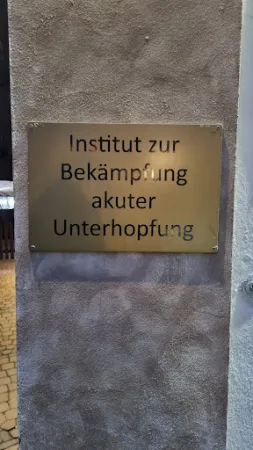 Institut zur
Bekämpfung
akuter
Unterhopfung